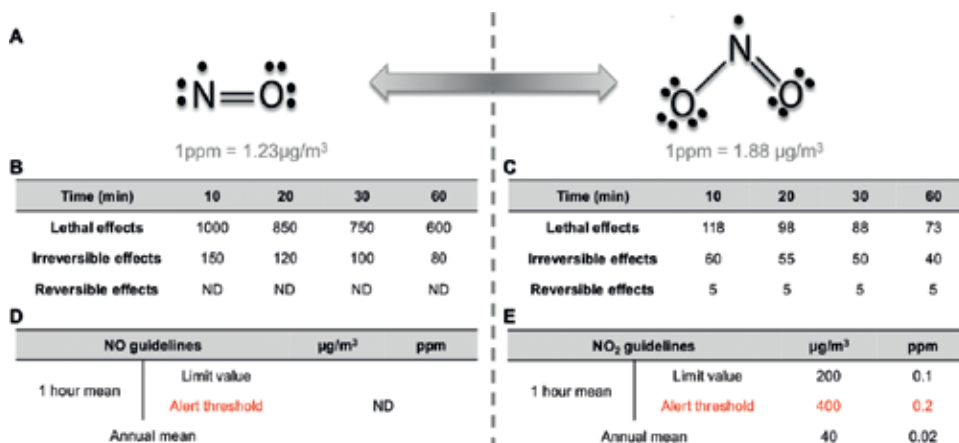 A
N=O
N
O O
1ppm = 1.23µg/m³
1ppm = 1.88 µg/m³
B
Time (min) 10 20 30 60
Lethal effects 1000 850 750 600
Irreversible effects 150 120 100 80
Reversible effects ND ND ND ND
C
Time (min) 10 20 30 60
Lethal effects 118 98 88 73
Irreversible effects 60 55 50 40
Reversible effects 5 5 5 5
D
NO guidelines µg/m³ ppm
1 hour mean
Limit value
Alert threshold
ND
Annual mean
E
NO₂ guidelines µg/m³ ppm
1 hour mean
Limit value 200 0.1
Alert threshold 400 0.2
Annual mean 40 0.02